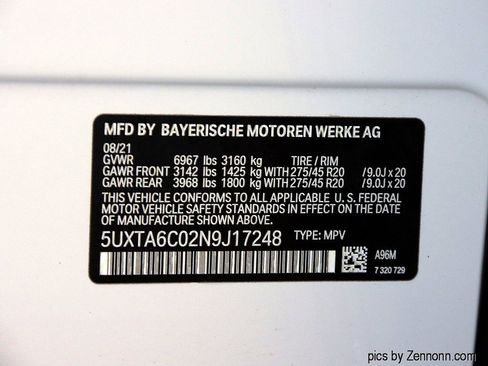 MFD BY BAYERISCHE MOTOREN WERKE AG
08/21
GVWR 6967 lbs 3160 kg TIRE / RIM
GAWR FRONT 3142 lbs 1425 kg WITH 275/45 R20 /9.0J x 20
GAWR REAR 3968 lbs 1800 kg WITH 275/45 R20 /9.0J x 20
THIS VEHICLE CONFORMS TO ALL APPLICABLE U. S. FEDERAL
MOTOR VEHICLE SAFETY STANDARDS IN EFFECT ON THE DATE
OF MANUFACTURE SHOWN ABOVE.
5UXTA6C02N9J17248 TYPE: MPV
A96M
7 320 729
pics by Zennonn.com